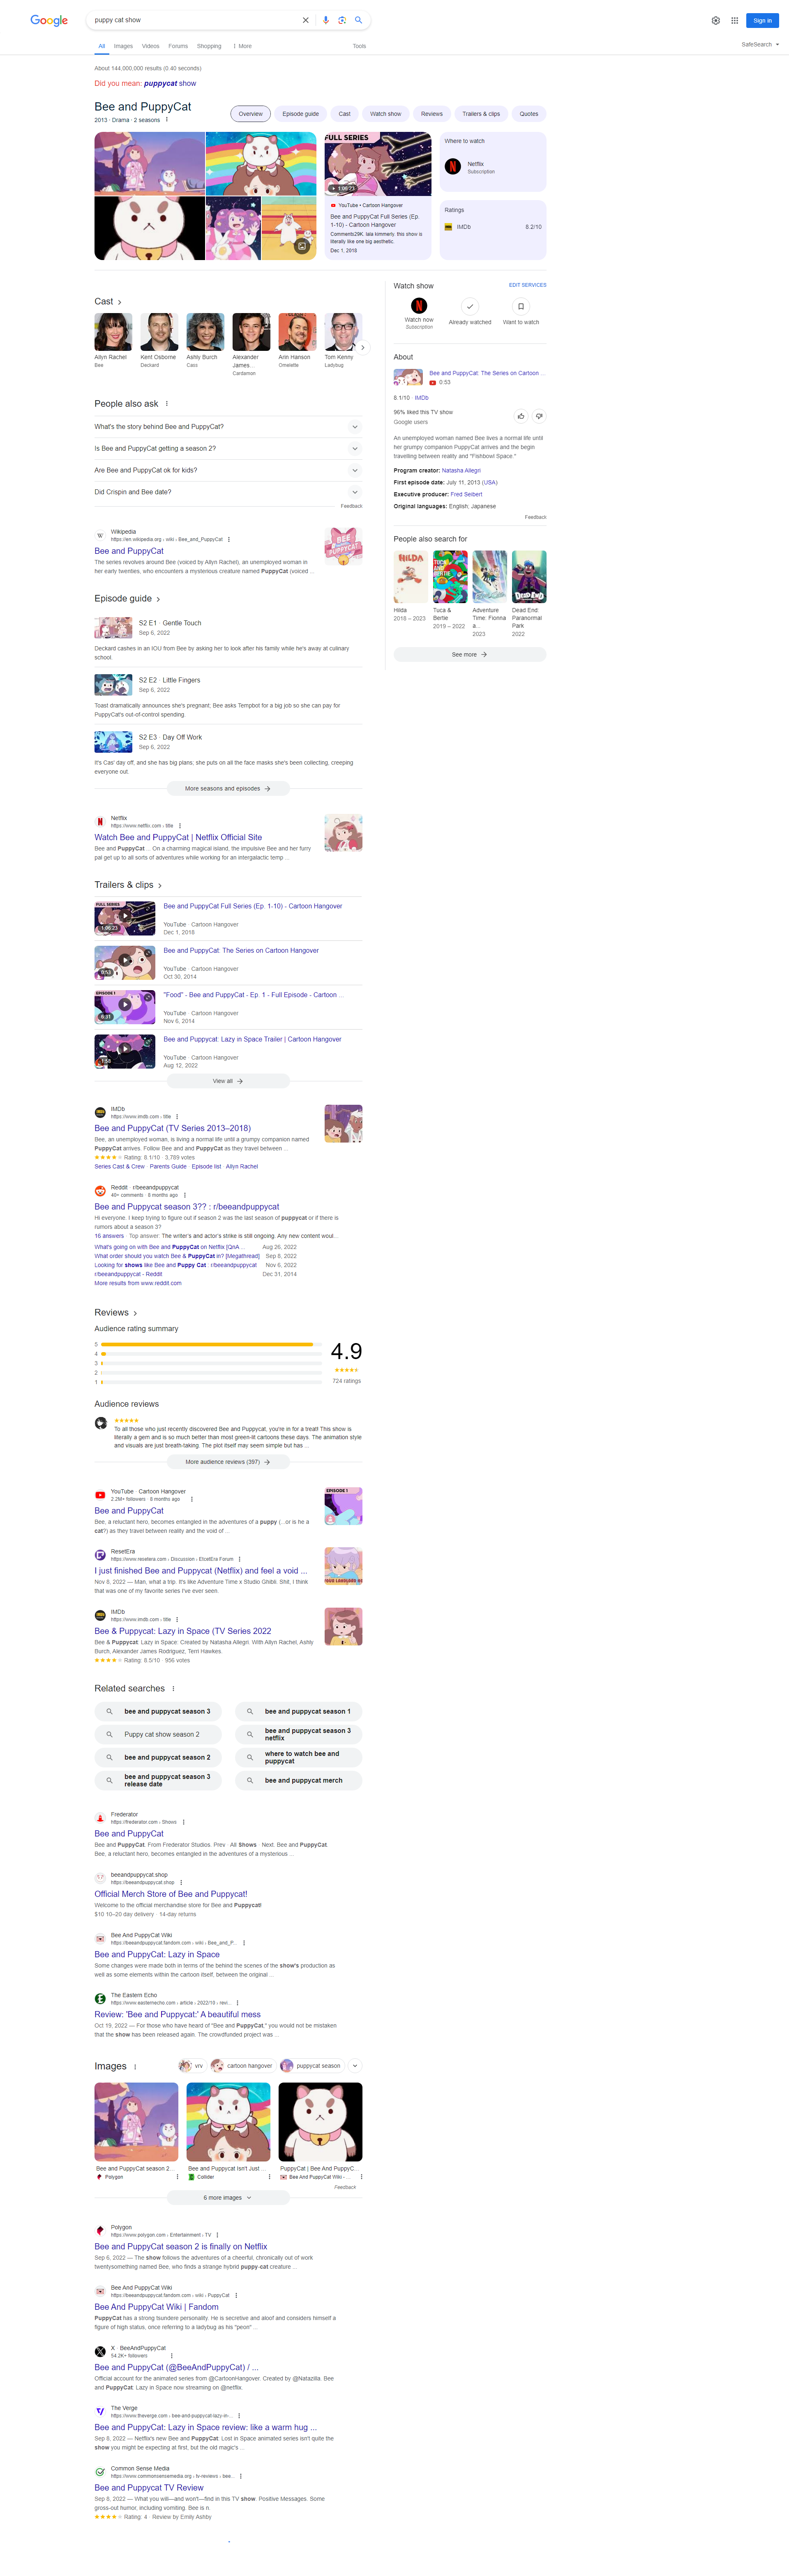 Google
puppy cat show
Sign in
All
Images
Videos
Forums
Shopping
More
Tools
SafeSearch
About 144,000,000 results (0.40 seconds)
Did you mean: puppycat show
Bee and PuppyCat
2013 · Drama · 2 seasons
Overview
Episode guide
Cast
Watch show
Reviews
Trailers & clips
Quotes
FULL SERIES
1:06:23
YouTube • Cartoon Hangover
Bee and PuppyCat Full Series (Ep.
1-10) - Cartoon Hangover
Comments29K. lala krimmerly. this show is
literally like one big aesthetic.
Dec 1, 2018
Where to watch
Netflix
Subscription
Ratings
IMDb
8.2/10
Cast
Allyn Rachel
Bee
Kent Osborne
Deckard
Ashly Burch
Cass
Alexander
James...
Cardamon
Arin Hanson
Omelette
Tom Kenny
Ladybug
Watch show
EDIT SERVICES
Watch now
Subscription
Already watched
Want to watch
About
Bee and PuppyCat: The Series on Cartoon ...
0:53
8.1/10 · IMDb
96% liked this TV show
Google users
An unemployed woman named Bee lives a normal life until
her grumpy companion PuppyCat arrives and the begin
travelling between reality and "Fishbowl Space."
Program creator: Natasha Allegri
First episode date: July 11, 2013 (USA)
Executive producer: Fred Seibert
Original languages: English, Japanese
Feedback
People also search for
HILDA
Hilda
2018 – 2023
Tuca &
Bertie
2019 – 2022
Adventure
Time: Fionna
a...
2023
DEAD END
Dead End:
Paranormal
Park
2022
See more
People also ask
What's the story behind Bee and PuppyCat?
Is Bee and PuppyCat getting a season 2?
Are Bee and PuppyCat ok for kids?
Did Crispin and Bee date?
Feedback
Wikipedia
https://en.wikipedia.org › wiki › Bee_and_PuppyCat
Bee and PuppyCat
The series revolves around Bee (voiced by Allyn Rachel), an unemployed woman in
her early twenties, who encounters a mysterious creature named PuppyCat (voiced ...
BEE
PUPPYCAT
Episode guide
S2 E1 · Gentle Touch
Sep 6, 2022
Deckard cashes in an IOU from Bee by asking her to look after his family while he's away at culinary
school.
S2 E2 · Little Fingers
Sep 6, 2022
Toast dramatically announces she's pregnant; Bee asks Tempbot for a big job so she can pay for
PuppyCat's out-of-control spending.
S2 E3 · Day Off Work
Sep 6, 2022
It's Cas' day off, and she has big plans; she puts on all the face masks she's been collecting, creeping
everyone out.
More seasons and episodes
Netflix
https://www.netflix.com › title
Watch Bee and PuppyCat | Netflix Official Site
Bee and PuppyCat ... On a charming magical island, the impulsive Bee and her furry
pal get up to all sorts of adventures while working for an intergalactic temp ...
Trailers & clips
FULL SERIES
1:06:23
Bee and PuppyCat Full Series (Ep. 1-10) - Cartoon Hangover
YouTube · Cartoon Hangover
Dec 1, 2018
0:53
Bee and PuppyCat: The Series on Cartoon Hangover
YouTube · Cartoon Hangover
Oct 30, 2014
EPISODE 1
6:31
"Food" - Bee and PuppyCat - Ep. 1 - Full Episode - Cartoon ...
YouTube · Cartoon Hangover
Nov 6, 2014
Bee and Puppycat: Lazy in Space Trailer | Cartoon Hangover
YouTube · Cartoon Hangover
Aug 12, 2022
View all
IMDb
https://www.imdb.com › title
Bee and PuppyCat (TV Series 2013–2018)
Bee, an unemployed woman, is living a normal life until a grumpy companion named
PuppyCat arrives. Follow Bee and and PuppyCat as they travel between ...
Rating: 8.1/10 · 3,769 votes
Series Cast & Crew · Parents Guide · Episode list · Allyn Rachel
Reddit · r/beeandpuppycat
40+ comments · 8 months ago
Bee and Puppycat season 3?? : r/beeandpuppycat
Hi everyone. I keep trying to figure out if season 2 was the last season of puppycat or if there is
rumors about a season 3?
16 answers · Top answer: The writer's and actor's strike is still ongoing. Any new content woul...
What's going on with Bee and PuppyCat on Netflix [QnA ... Aug 26, 2022
What order should you watch Bee & PuppyCat in? [Megathread] Sep 8, 2022
Looking for shows like Bee and Puppy Cat : r/beeandpuppycat Nov 6, 2022
r/beeandpuppycat - Reddit Dec 31, 2014
More results from www.reddit.com
Reviews
Audience rating summary
5
4
3
2
1
4.9
724 ratings
Audience reviews
To all those who just recently discovered Bee and Puppycat, you're in for a treat! This show is
literally a gem and is so much better than most green-lit cartoons these days. The animation style
and visuals are just breath-taking. The plot itself may seem simple but has ...
More audience reviews (397)
YouTube · Cartoon Hangover
2.2M+ followers · 8 months ago
Bee and PuppyCat
Bee, a reluctant hero, becomes entangled in the adventures of a puppy (...or is he a
cat?) as they travel between reality and the void of ...
EPISODE 1
ResetEra
https://www.resetera.com › Discussion › EtcetEra Forum
I just finished Bee and Puppycat (Netflix) and feel a void ...
Nov 8, 2022 — Man, what a trip. It's like Adventure Time x Studio Ghibli. Shit, I think
that was one of my favorite series I've ever seen.
IMDb
https://www.imdb.com › title
Bee & Puppycat: Lazy in Space (TV Series 2022
Bee & Puppycat: Lazy in Space: Created by Natasha Allegri. With Allyn Rachel, Ashly
Burch, Alexander James Rodriguez, Terri Hawkes.
Rating: 8.5/10 · 956 votes
Related searches
bee and puppycat season 3
bee and puppycat season 1
Puppy cat show season 2
bee and puppycat season 3
netflix
bee and puppycat season 2
where to watch bee and
puppycat
bee and puppycat season 3
release date
bee and puppycat merch
Frederator
https://frederator.com › Shows
Bee and PuppyCat
Bee and PuppyCat. From Frederator Studios. Prev · All Shows · Next. Bee and PuppyCat.
Bee, a reluctant hero, becomes entangled in the adventures of a mysterious ...
beeandpuppycat.shop
https://beeandpuppycat.shop
Official Merch Store of Bee and Puppycat!
Welcome to the official merchandise store for Bee and Puppycat!
$10 10–20 day delivery · 14-day returns
Bee And PuppyCat Wiki
https://beeandpuppycat.fandom.com › wiki › Bee_and_P...
Bee and PuppyCat: Lazy in Space
Some changes were made both in terms of the behind the scenes of the show's production as
well as some elements within the cartoon itself, between the original ...
The Eastern Echo
https://www.easternecho.com › article › 2022/10 › revi...
Review: 'Bee and Puppycat:' A beautiful mess
Oct 19, 2022 — For those who have heard of "Bee and PuppyCat," you would not be mistaken
that the show has been released again. The crowdfunded project was ...
Images
vrv
cartoon hangover
puppycat season
Bee and PuppyCat season 2...
Polygon
Bee and Puppycat Isn't Just ...
Collider
PuppyCat | Bee And PuppyC...
Bee And PuppyCat Wiki - ...
Feedback
6 more images
Polygon
https://www.polygon.com › Entertainment › TV
Bee and PuppyCat season 2 is finally on Netflix
Sep 6, 2022 — The show follows the adventures of a cheerful, chronically out of work
twentysomething named Bee, who finds a strange hybrid puppy-cat creature ...
Bee And PuppyCat Wiki
https://beeandpuppycat.fandom.com › wiki › PuppyCat
Bee And PuppyCat Wiki | Fandom
PuppyCat has a strong tsundere personality. He is secretive and aloof and considers himself a
figure of high status, once referring to a ladybug as his "peon" ...
X · BeeAndPuppyCat
54.2K+ followers
Bee and PuppyCat (@BeeAndPuppyCat) / ...
Official account for the animated series from @CartoonHangover. Created by @Natazilla. Bee
and PuppyCat: Lazy in Space now streaming on @netflix.
The Verge
https://www.theverge.com › bee-and-puppycat-lazy-in-...
Bee and PuppyCat: Lazy in Space review: like a warm hug ...
Sep 8, 2022 — Netflix's new Bee and PuppyCat: Lost in Space animated series isn't quite the
show you might be expecting at first, but the old magic's ...
Common Sense Media
https://www.commonsensemedia.org › tv-reviews › bee...
Bee and Puppycat TV Review
Sep 8, 2022 — What you will—and won't—find in this TV show. Positive Messages. Some
gross-out humor, including vomiting. Bee is n.
Rating: 4 · Review by Emily Ashby